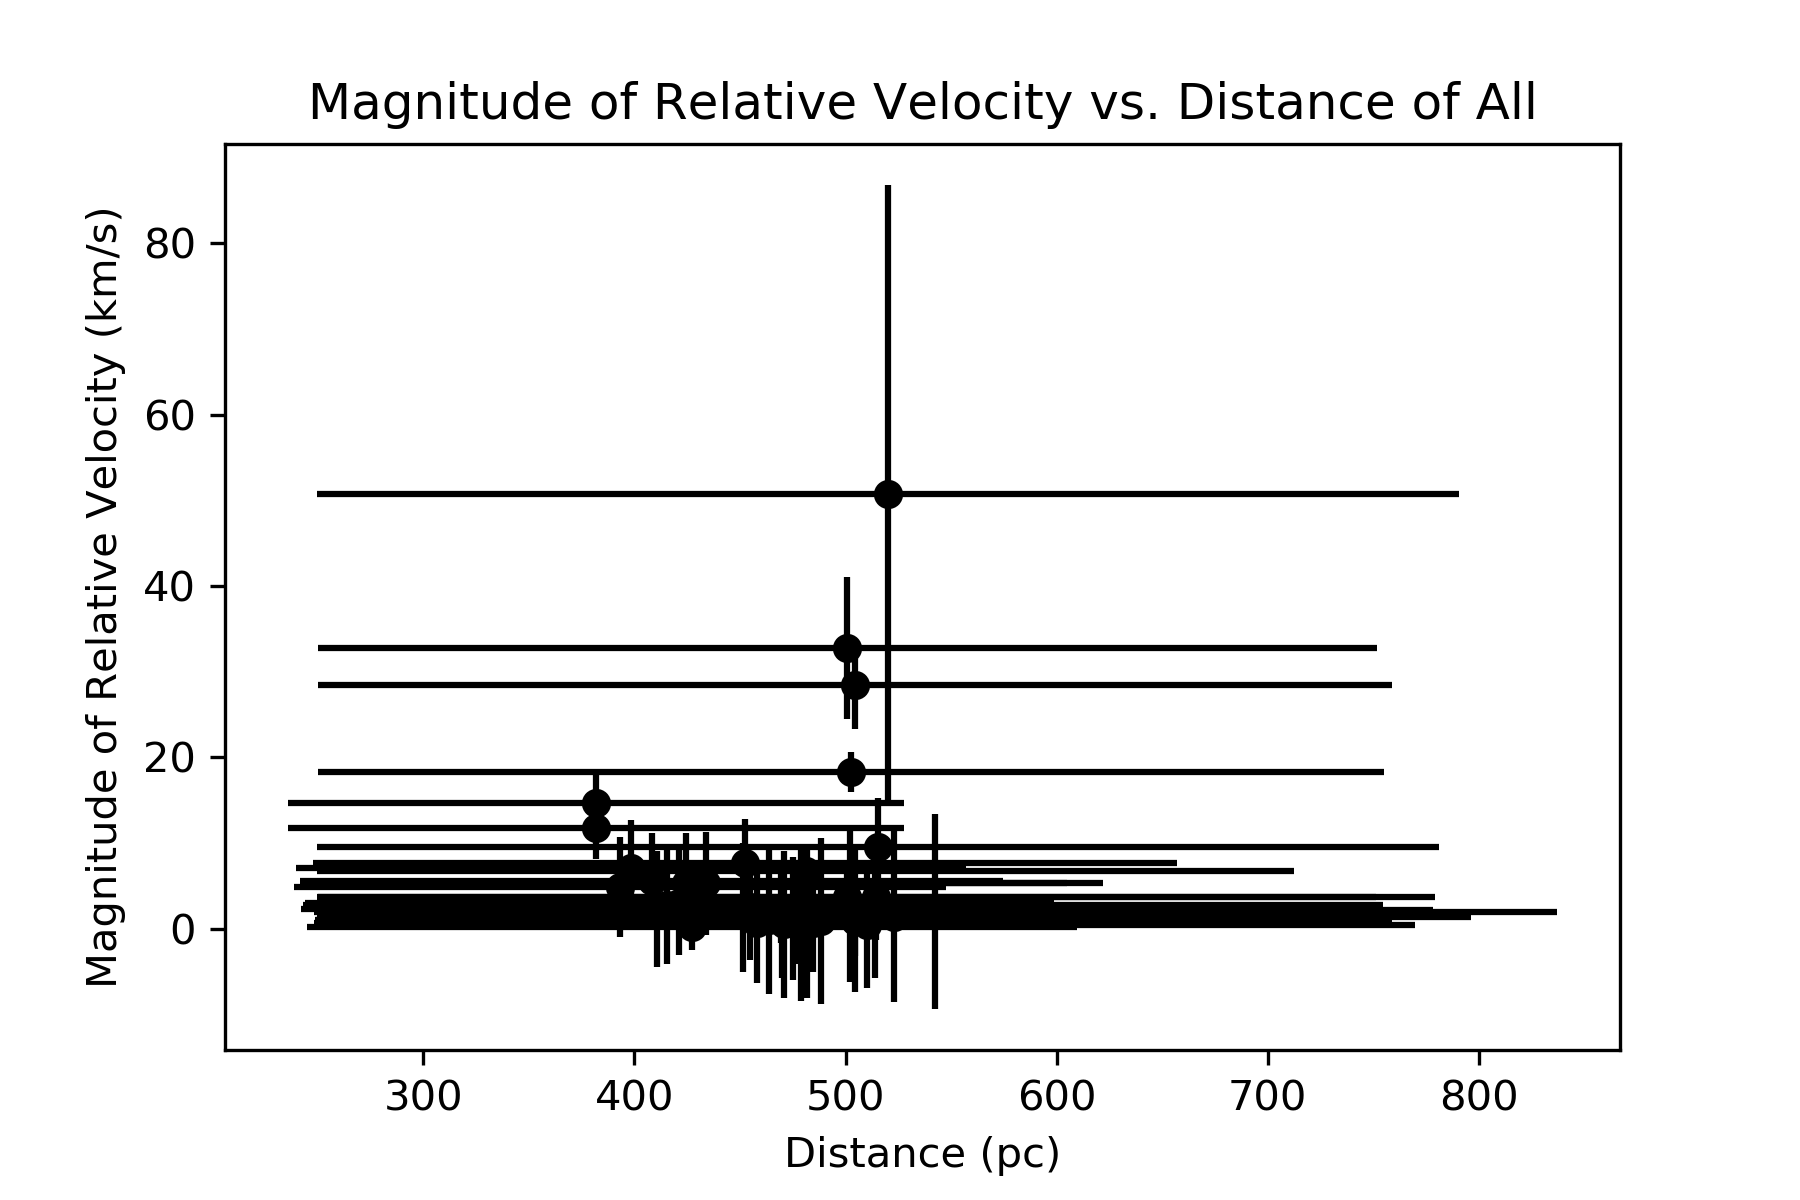 Magnitude of Relative Velocity vs. Distance of All
Magnitude of Relative Velocity (km/s)
80
60
40
20
0
300 400 500 600 700 800
Distance (pc)